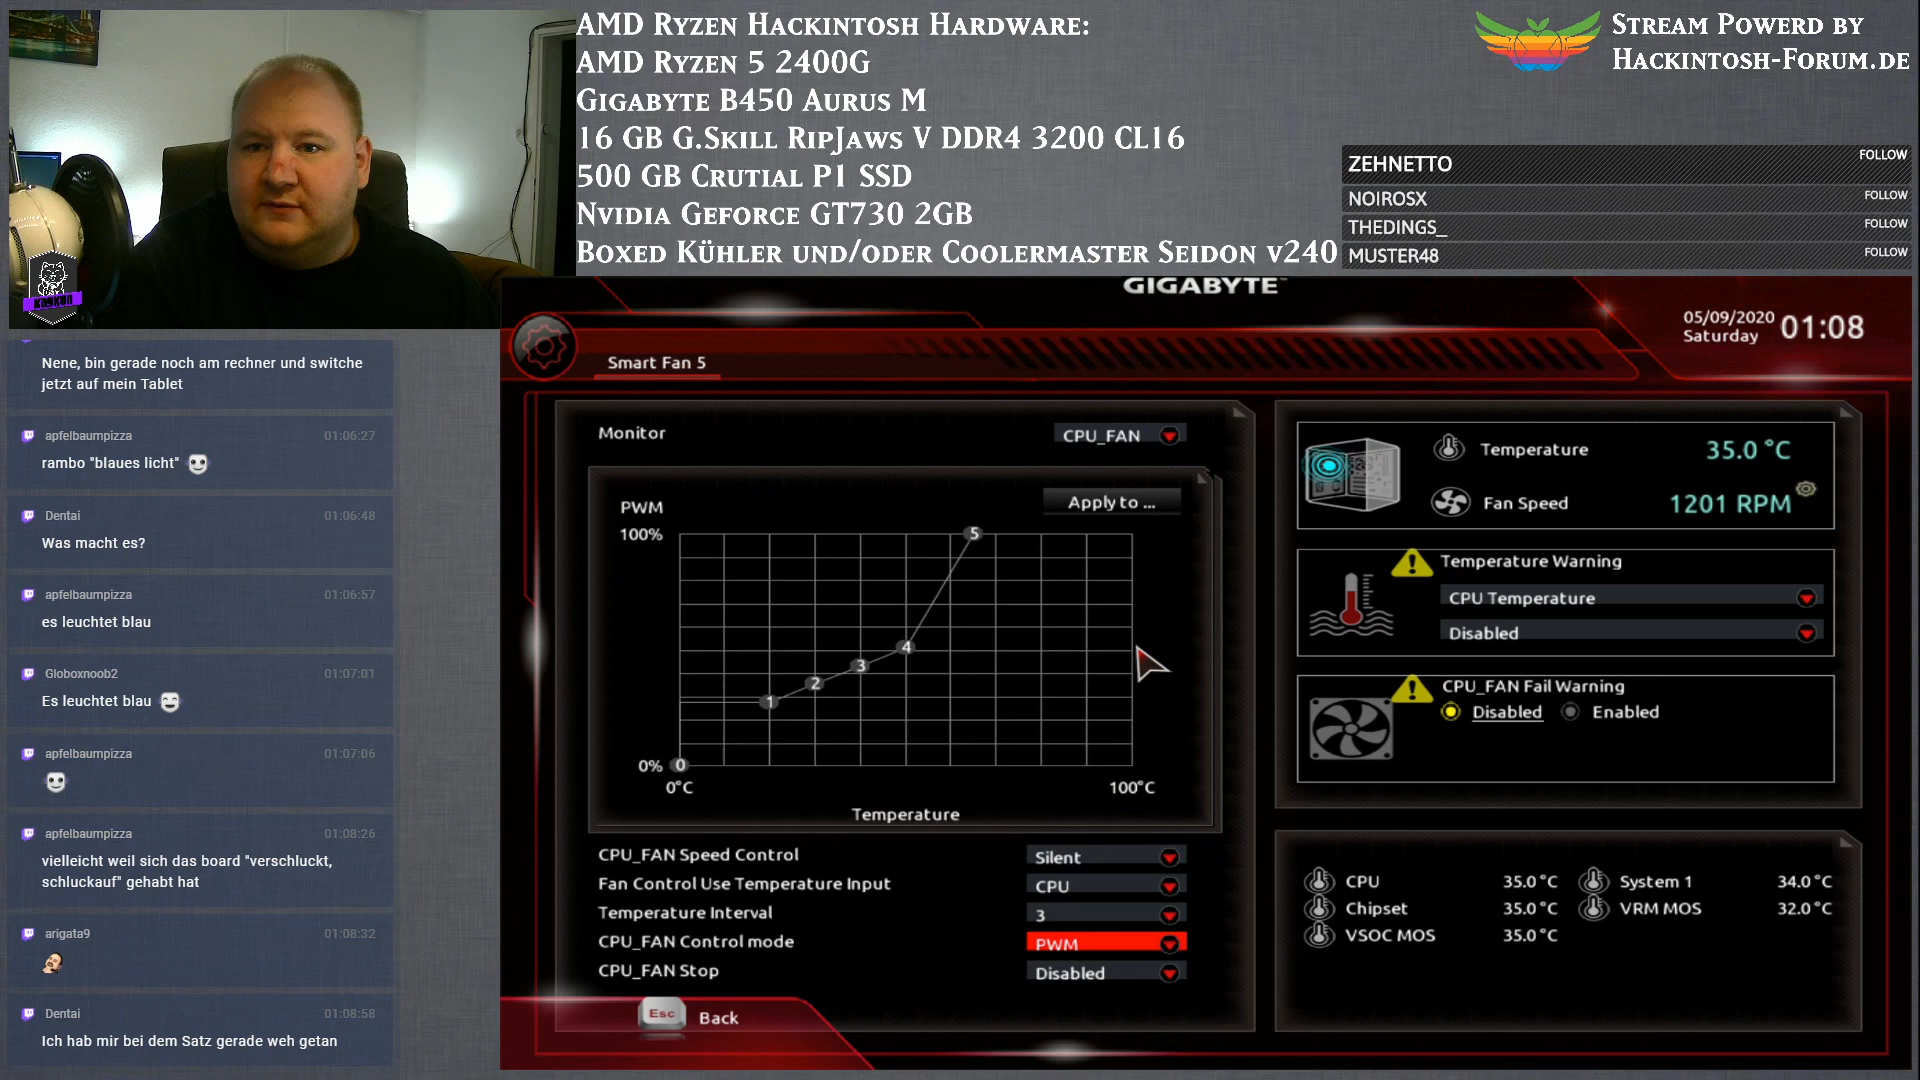 AMD Ryzen Hackintosh Hardware:
AMD Ryzen 5 2400G
Gigabyte B450 Aurus M
16 GB G.Skill RipJaws V DDR4 3200 CL16
500 GB Crutial P1 SSD
Nvidia Geforce GT730 2GB
Boxed Kühler und/oder Coolermaster Seidon v240
Stream Powerd by
Hackintosh-Forum.de
ZEHNETTO FOLLOW
NOIROSX FOLLOW
THEDINGS_ FOLLOW
MUSTER48 FOLLOW
Nene, bin gerade noch am rechner und switche
jetzt auf mein Tablet
apfelbaumpizza 01:06:27
rambo "blaues licht"
Dentai 01:06:48
Was macht es?
apfelbaumpizza 01:06:57
es leuchtet blau
Globoxnoob2 01:07:01
Es leuchtet blau
apfelbaumpizza 01:07:06
apfelbaumpizza 01:08:26
vielleicht weil sich das board "verschluckt,
schluckauf" gehabt hat
arigata9 01:08:32
Dentai 01:08:58
Ich hab mir bei dem Satz gerade weh getan
GIGABYTE™
05/09/2020
Saturday
01:08
Smart Fan 5
Monitor
CPU_FAN
PWM
Apply to ...
100%
5
4
3
2
1
0% 0
0°C
100°C
Temperature
CPU_FAN Speed Control Silent
Fan Control Use Temperature Input CPU
Temperature Interval 3
CPU_FAN Control mode PWM
CPU_FAN Stop Disabled
Esc Back
Temperature 35.0 °C
Fan Speed 1201 RPM
Temperature Warning
CPU Temperature
Disabled
CPU_FAN Fail Warning
Disabled Enabled
CPU 35.0 °C System 1 34.0 °C
Chipset 35.0 °C VRM MOS 32.0 °C
VSOC MOS 35.0 °C